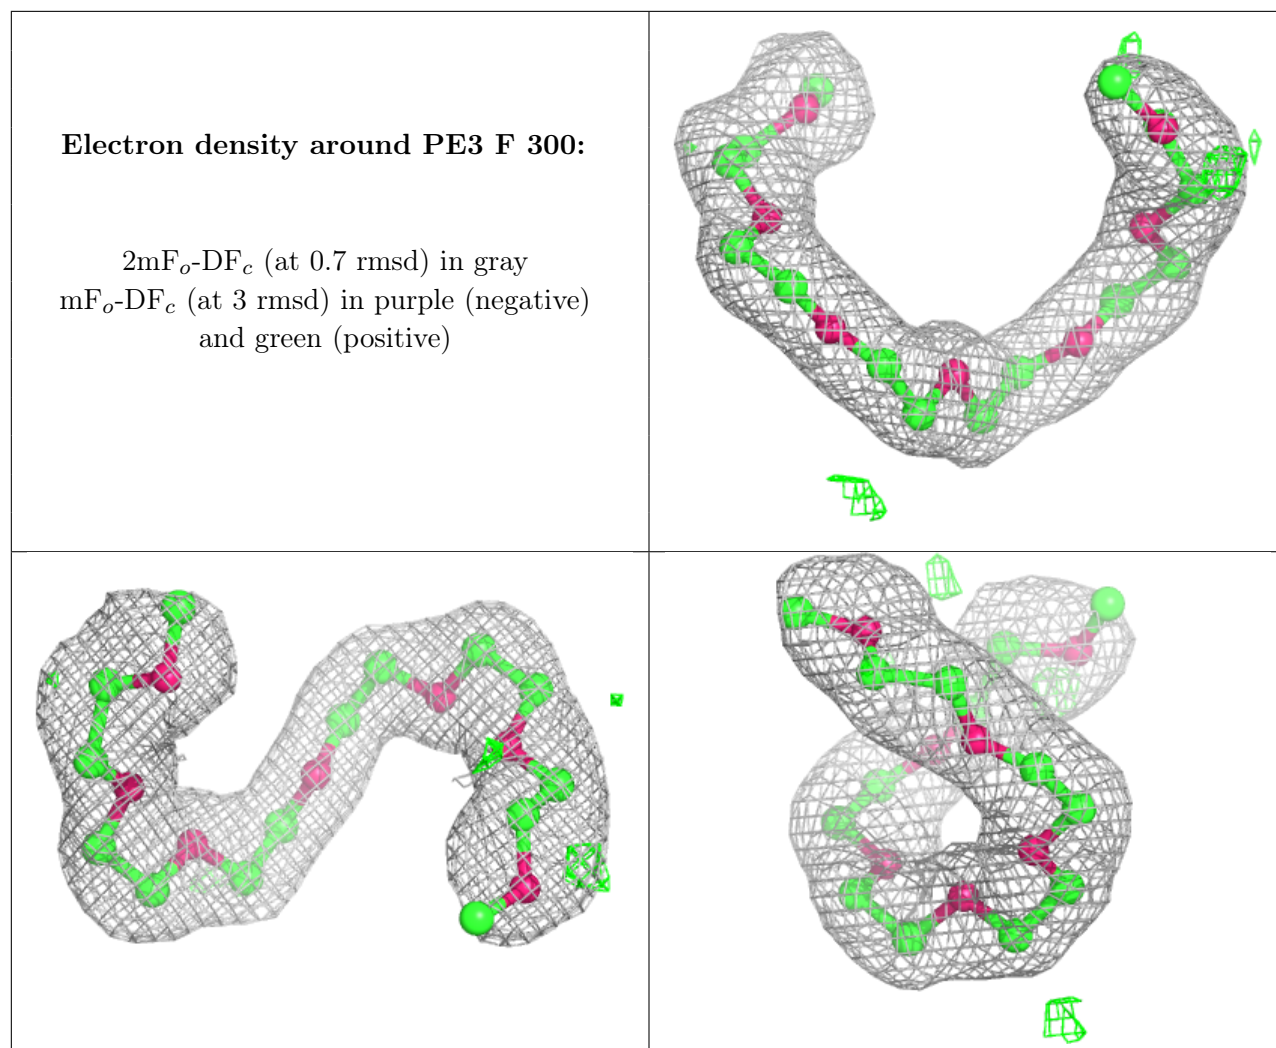 Electron density around PE3 F 300:
2mFo-DFc (at 0.7 rmsd) in gray
mFo-DFc (at 3 rmsd) in purple (negative)
and green (positive)